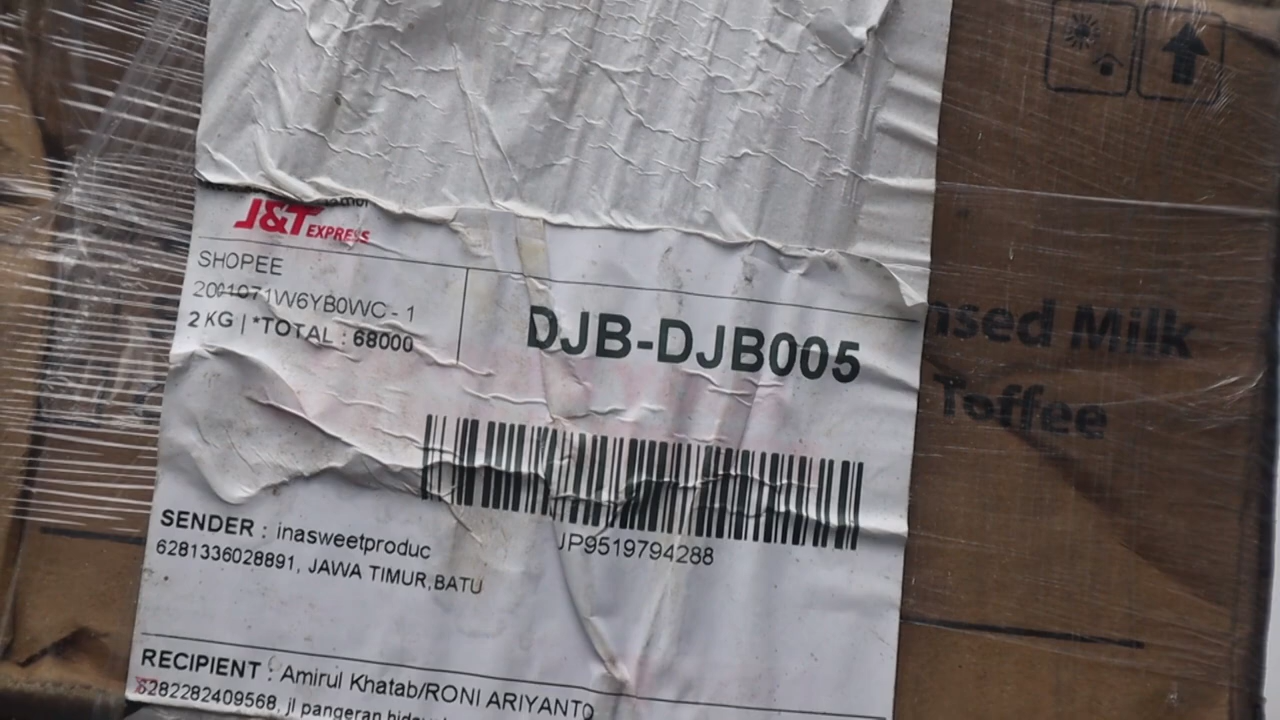 J&T EXPRESS
SHOPEE
2001071W6YB0WC - 1
2 KG | *TOTAL : 68000
DJB-DJB005
JP9519794288
SENDER : inasweetproduc
6281336028891, JAWA TIMUR,BATU
RECIPIENT : Amirul Khatab/RONI ARIYANTO
6282282409568, jl pangeran
Milk
Toffee